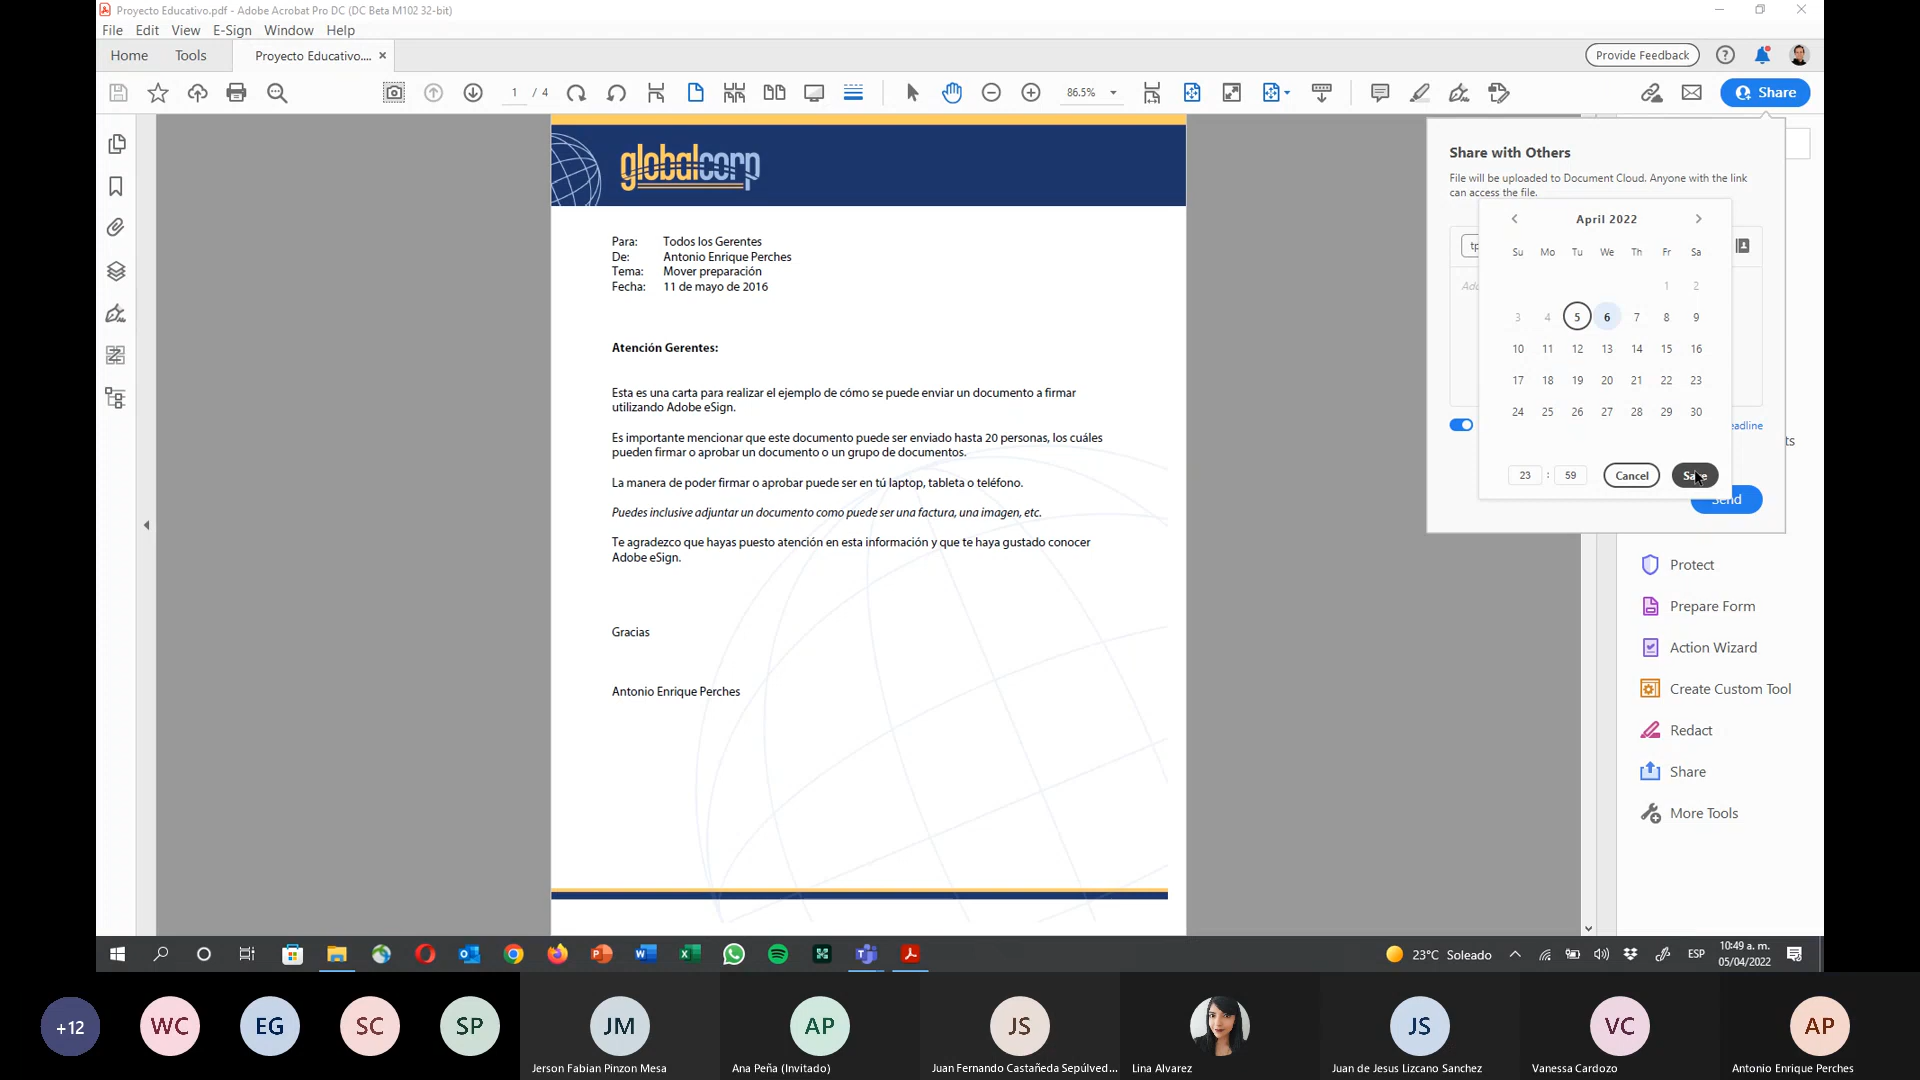 Proyecto Educativo.pdf - Adobe Acrobat Pro DC (DC Beta M102 32-bit)
File Edit View E-Sign Window Help
Home Tools Proyecto Educativo....
Provide Feedback
1 / 4
86.5%
Share
globalcorp
Para: Todos los Gerentes
De: Antonio Enrique Perches
Tema: Mover preparación
Fecha: 11 de mayo de 2016
Atención Gerentes:
Esta es una carta para realizar el ejemplo de cómo se puede enviar un documento a firmar
utilizando Adobe eSign.
Es importante mencionar que este documento puede ser enviado hasta 20 personas, los cuáles
pueden firmar o aprobar un documento o un grupo de documentos.
La manera de poder firmar o aprobar puede ser en tú laptop, tableta o teléfono.
Puedes inclusive adjuntar un documento como puede ser una factura, una imagen, etc.
Te agradezco que hayas puesto atención en esta información y que te haya gustado conocer
Adobe eSign.
Gracias
Antonio Enrique Perches
Share with Others
File will be uploaded to Document Cloud. Anyone with the link
can access the file.
April 2022
Su Mo Tu We Th Fr Sa
1 2
3 4 5 6 7 8 9
10 11 12 13 14 15 16
17 18 19 20 21 22 23
24 25 26 27 28 29 30
23 : 59 Cancel
Send
Protect
Prepare Form
Action Wizard
Create Custom Tool
Redact
Share
More Tools
23°C Soleado
ESP
10:49 a. m.
05/04/2022
+12
WC
EG
SC
SP
JM
AP
JS
JS
VC
AP
Jerson Fabian Pinzon Mesa
Ana Peña (Invitado)
Juan Fernando Castañeda Sepúlved...
Lina Alvarez
Juan de Jesus Lizcano Sanchez
Vanessa Cardozo
Antonio Enrique Perches